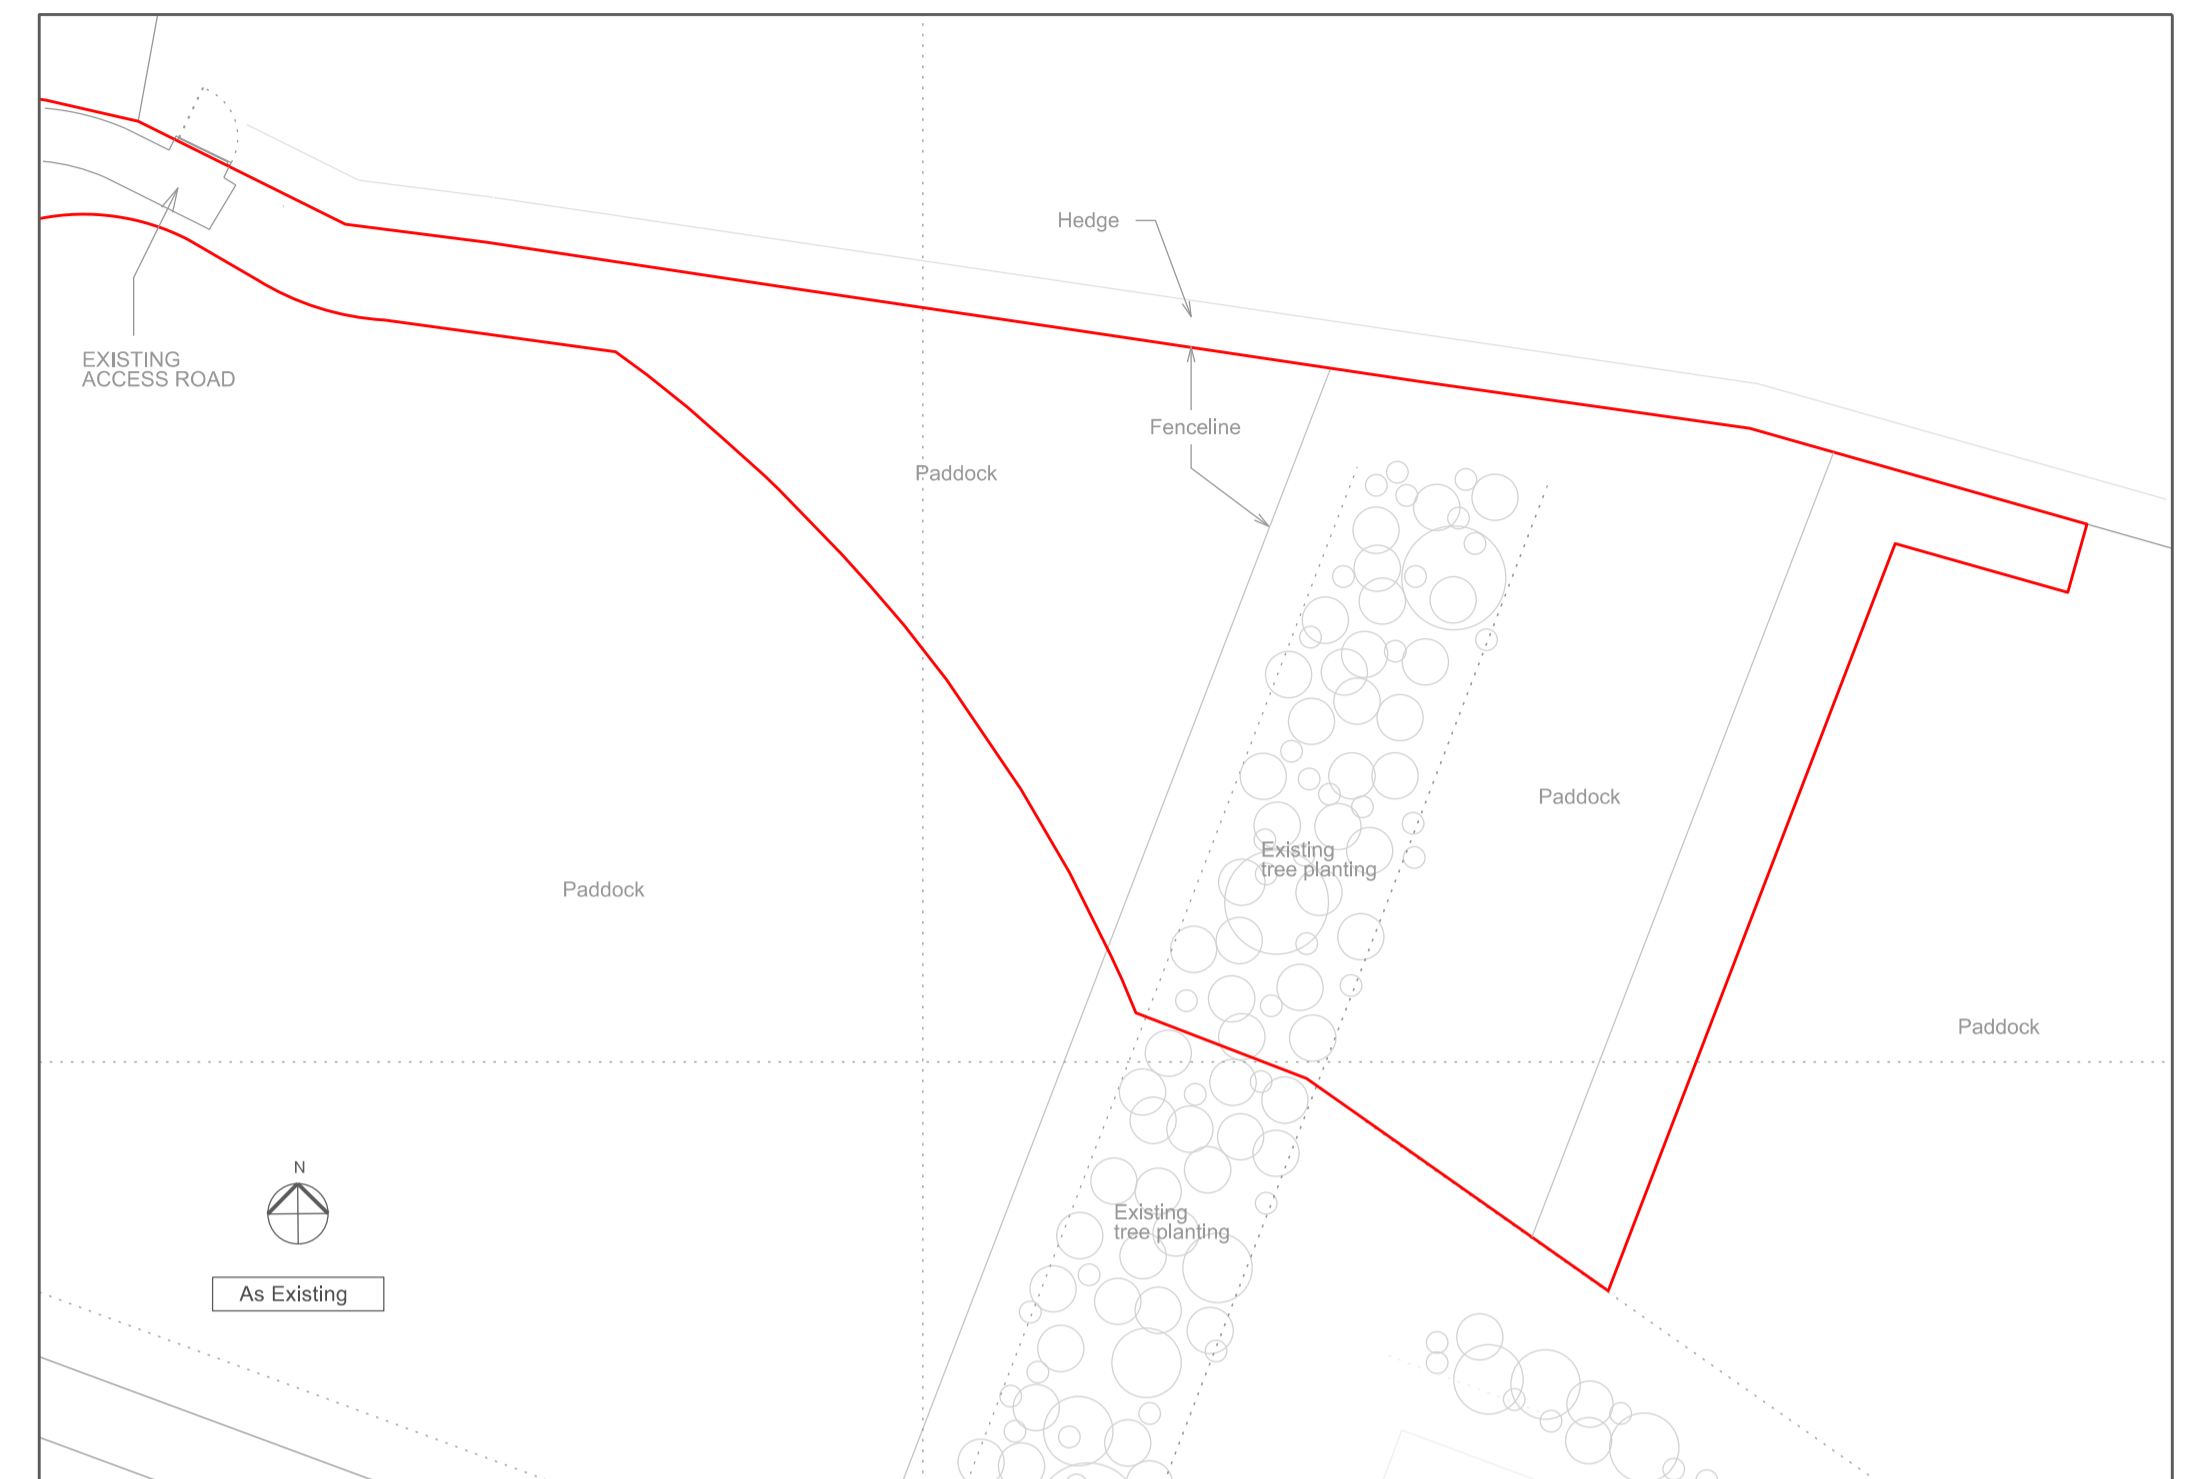 Hedge
EXISTING
ACCESS ROAD
Fenceline
Paddock
Paddock
Existing
tree planting
Paddock
Paddock
N
Existing
tree planting
As Existing